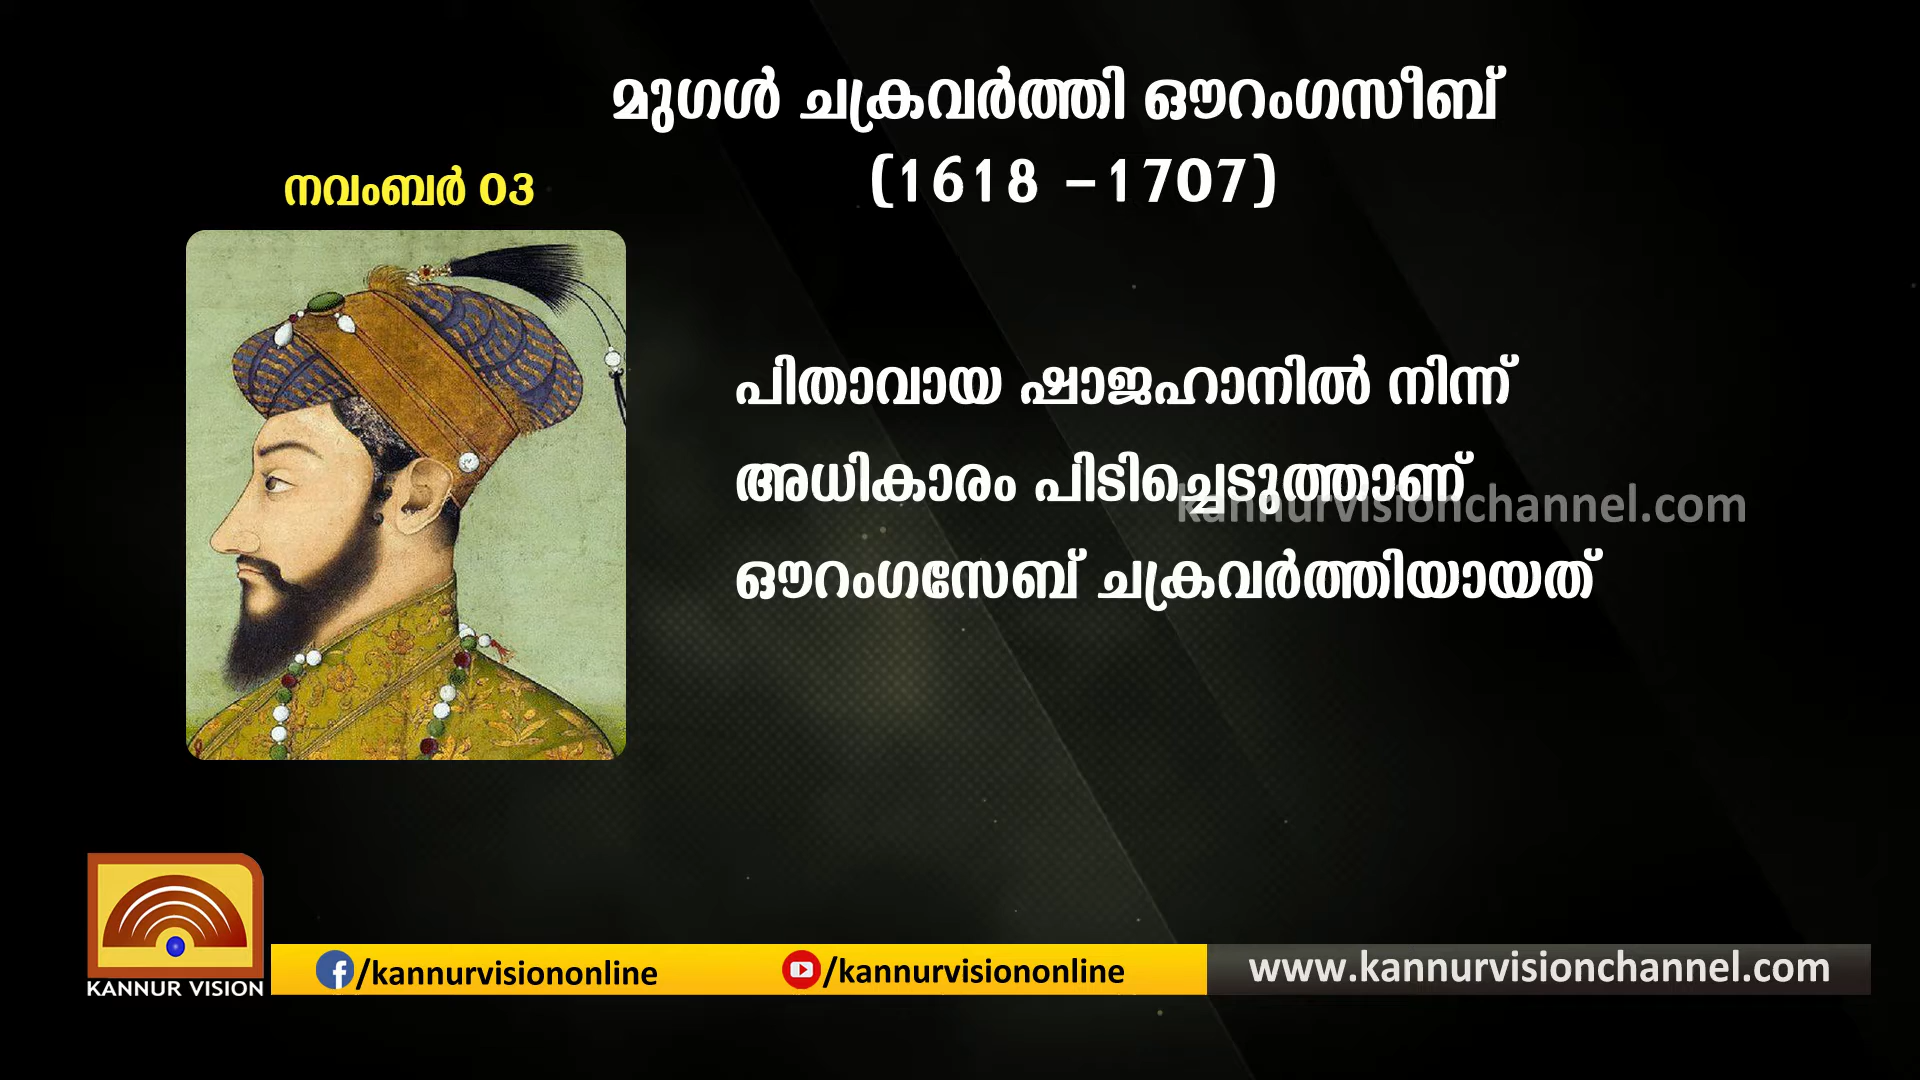 മുഗൾ ചക്രവർത്തി ഔറംഗസീബ്
(1618 –1707)
നവംബർ 03
പിതാവായ ഷാജഹാനിൽ നിന്ന്
അധികാരം പിടിച്ചെടുത്താണ്
kannurvisionchannel.com
ഔറംഗസേബ് ചക്രവർത്തിയായത്
KANNUR VISION
/kannurvisiononline
/kannurvisiononline
www.kannurvisionchannel.com